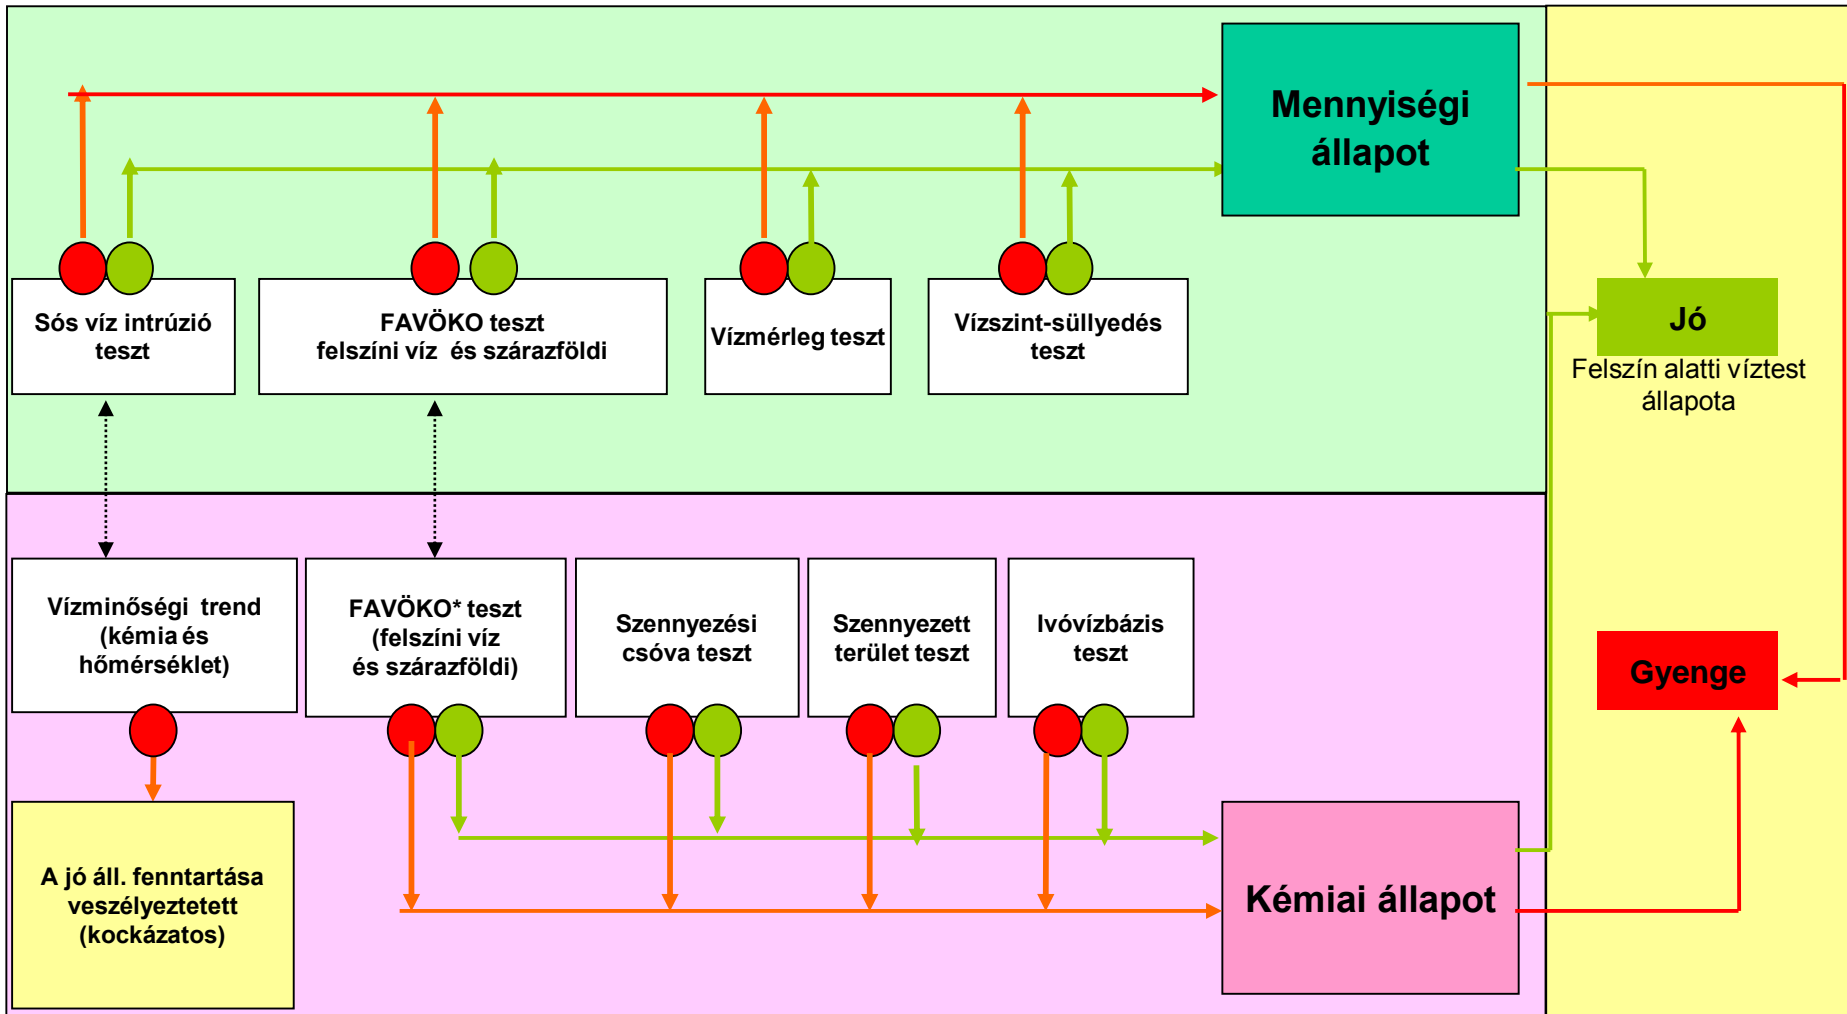 Mennyiségi
állapot
Sós víz intrúzió
teszt
FAVÖKO teszt
felszíni víz és szárazföldi
Vízmérleg teszt
Vízszint-süllyedés
teszt
Jó
Felszín alatti víztest
állapota
Vízminőségi trend
(kémia és
hőmérséklet)
FAVÖKO* teszt
(felszíni víz
és szárazföldi)
Szennyezési
csóva teszt
Szennyezett
terület teszt
Ivóvízbázis
teszt
Gyenge
A jó áll. fenntartása
veszélyeztetett
(kockázatos)
Kémiai állapot